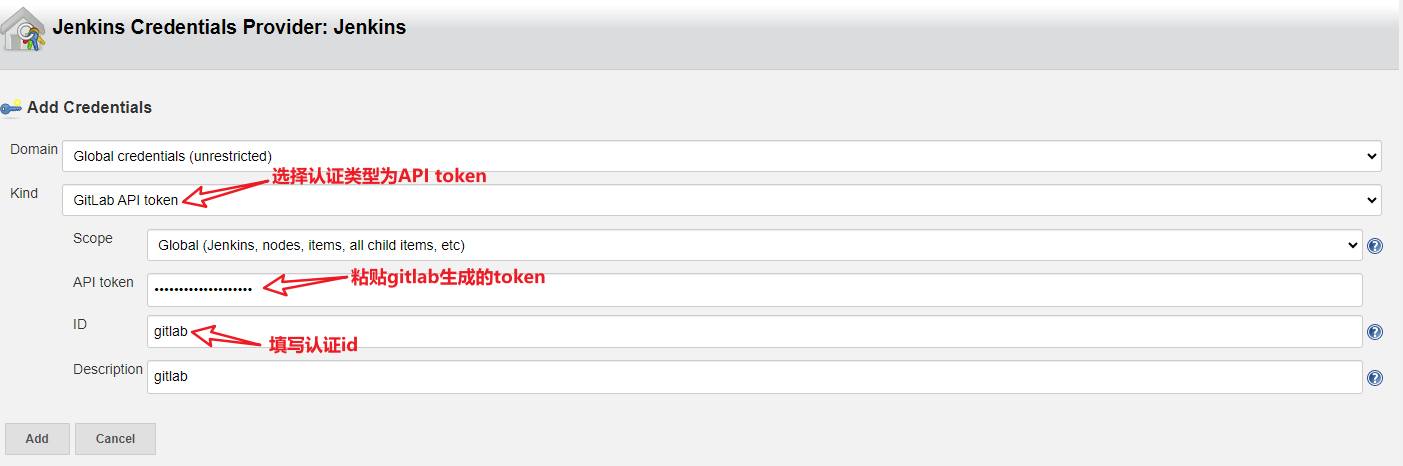 Jenkins Credentials Provider: Jenkins
Add Credentials
Domain
Global credentials (unrestricted)
选择认证类型为API token
Kind
GitLab API token
Scope
Global (Jenkins, nodes, items, all child items, etc)
粘贴gitlab生成的token
API token
••••••••••••••••••••
ID
gitlab
填写认证id
Description
gitlab
Add
Cancel